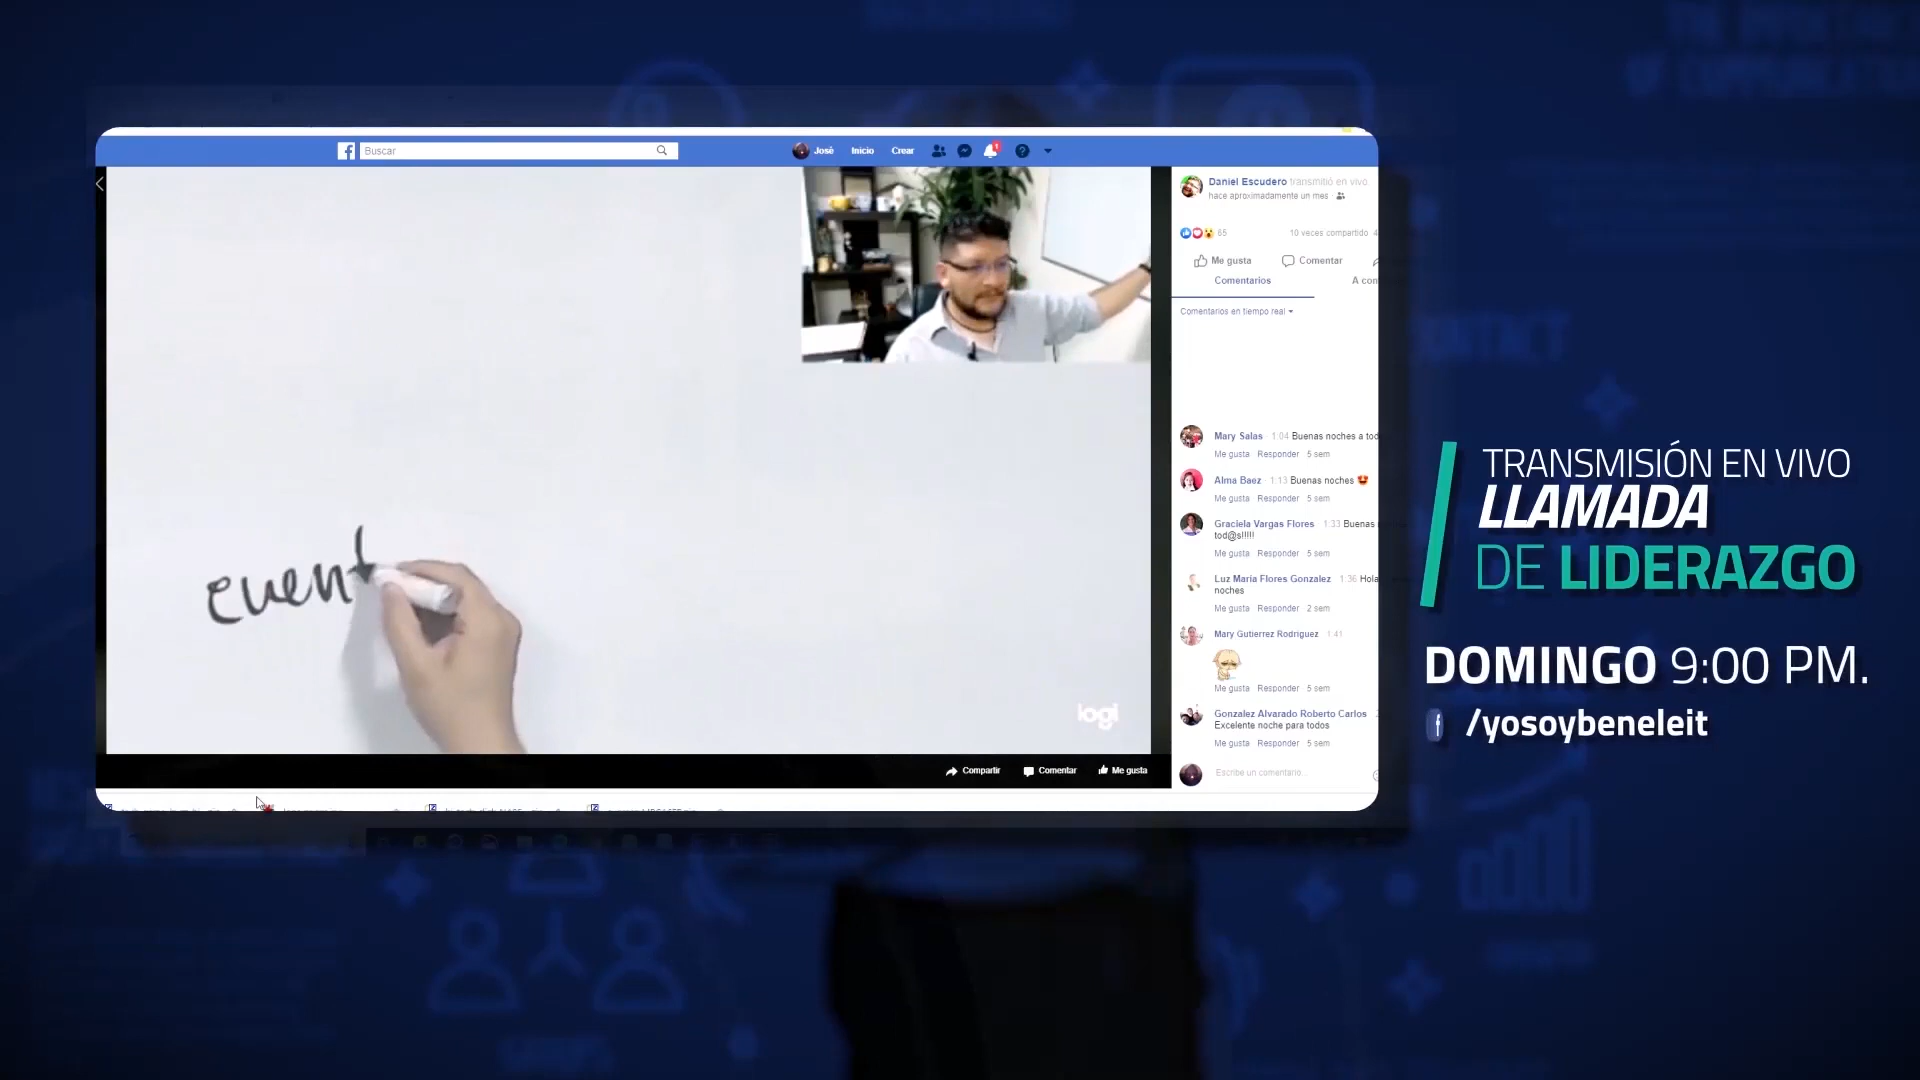 Buscar
José
Inicio
Crear
1
Daniel Escudero transmitió en vivo.
hace aproximadamente un mes
65
10 veces compartido
Me gusta
Comentar
Comentarios
Comentarios en tiempo real
Mary Salas 1:04 Buenas noches a tod
Me gusta Responder 5 sem
Alma Baez · 1:13 Buenas noches
Me gusta Responder 5 sem
Graciela Vargas Flores 1:33 Buenas
tod@s!!!!!
Me gusta Responder 5 sem
Luz María Flores Gonzalez 1:36 Hola
noches
Me gusta Responder 2 sem
Mary Gutierrez Rodriguez 1:41
Me gusta Responder 5 sem
Gonzalez Alvarado Roberto Carlos
Excelente noche para todos
Me gusta Responder 5 sem
Escribe un comentario...
event
logi
Compartir
Comentar
Me gusta
TRANSMISIÓN EN VIVO
LLAMADA
DE LIDERAZGO
DOMINGO 9:00 PM.
/yosoybeneleit